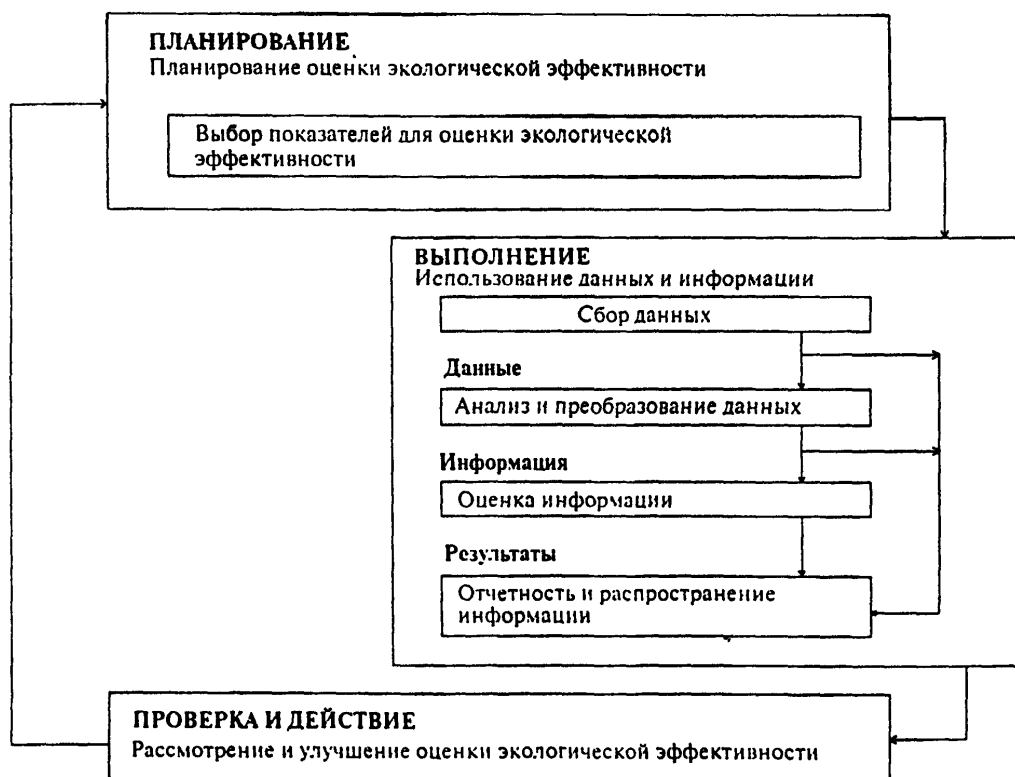 ПЛАНИРОВАНИЕ
Планирование оценки экологической эффективности
Выбор показателей для оценки экологической
эффективности
ВЫПОЛНЕНИЕ
Использование данных и информации
Сбор данных
Данные
Анализ и преобразование данных
Информация
Оценка информации
Результаты
Отчетность и распространение
информации
ПРОВЕРКА И ДЕЙСТВИЕ
Рассмотрение и улучшение оценки экологической эффективности